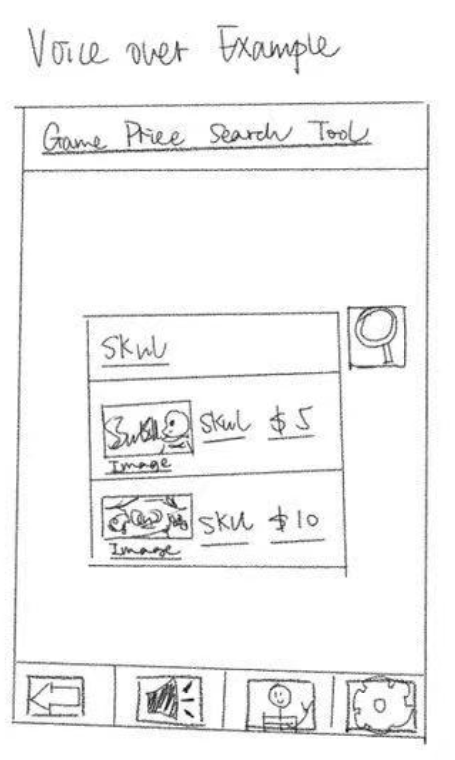 Voice over Example
Game Price Search Tool
Skul
Skul $5
Image
Skul $10
Image